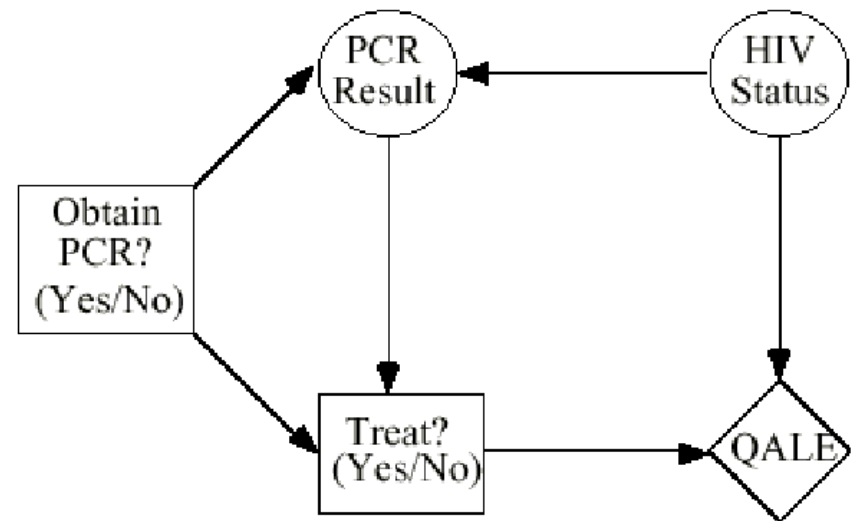 PCR
Result
HIV
Status
Obtain
PCR?
(Yes/No)
Treat?
(Yes/No)
QALE